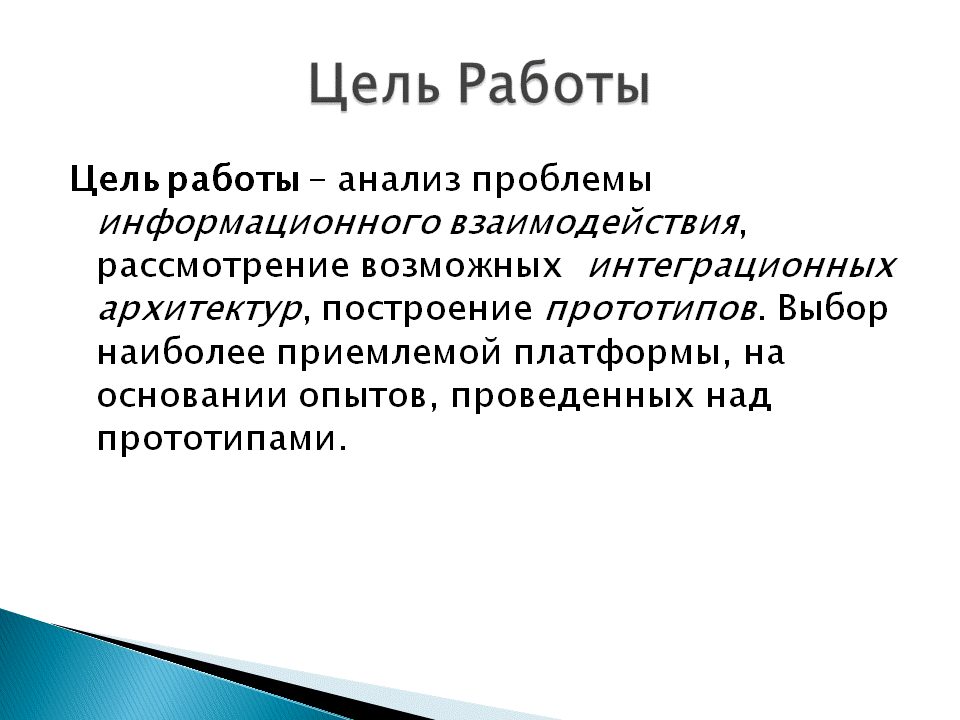 Цель Работы
Цель работы – анализ проблемы
информационного взаимодействия,
рассмотрение возможных интеграционных
архитектур, построение прототипов. Выбор
наиболее приемлемой платформы, на
основании опытов, проведенных над
прототипами.